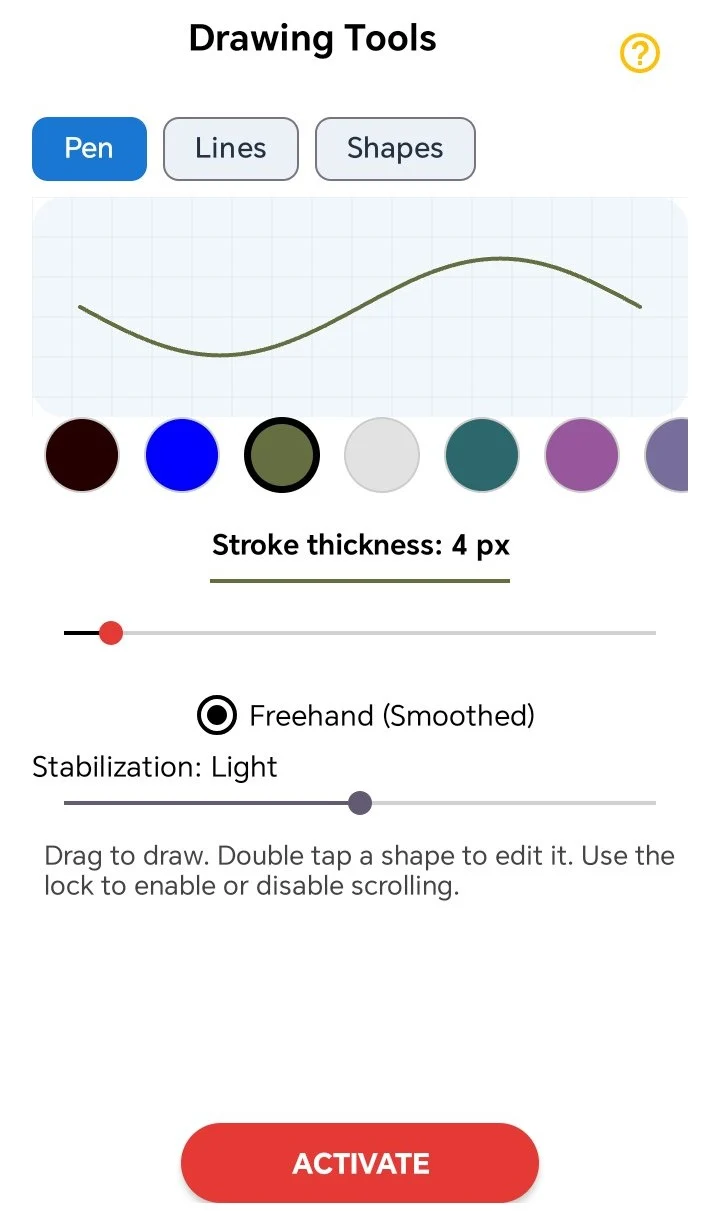 Drawing Tools
?
Pen
Lines
Shapes
Stroke thickness: 4 px
Freehand (Smoothed)
Stabilization: Light
Drag to draw. Double tap a shape to edit it. Use the
lock to enable or disable scrolling.
ACTIVATE